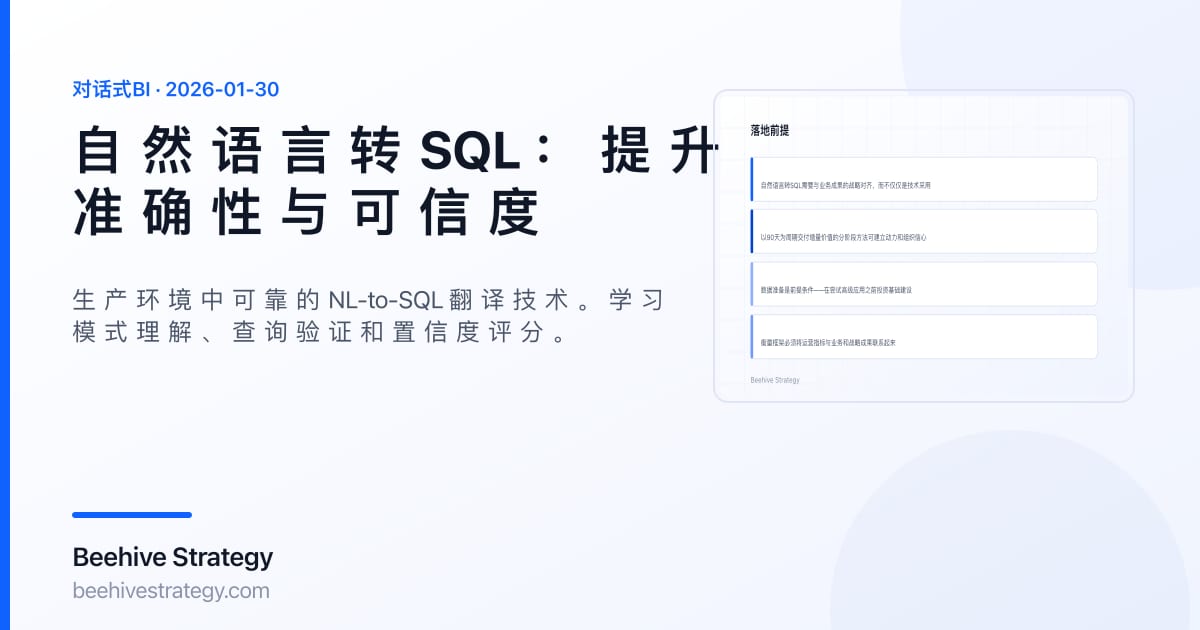 对话式BI · 2026-01-30
自然语言转SQL：提升
准确性与可信度
生产环境中可靠的NL-to-SQL翻译技术。学习
模式理解、查询验证和置信度评分。
落地前提
自然语言转SQL需要与业务成果的战略对齐，而不仅仅是技术采用
以90天为周期交付增量价值的分阶段方法可建立动力和组织信心
数据准备是前提条件——在尝试高级应用之前投资基础建设
衡量框架必须将运营指标与业务和战略成果联系起来
Beehive Strategy
Beehive Strategy
beehivestrategy.com